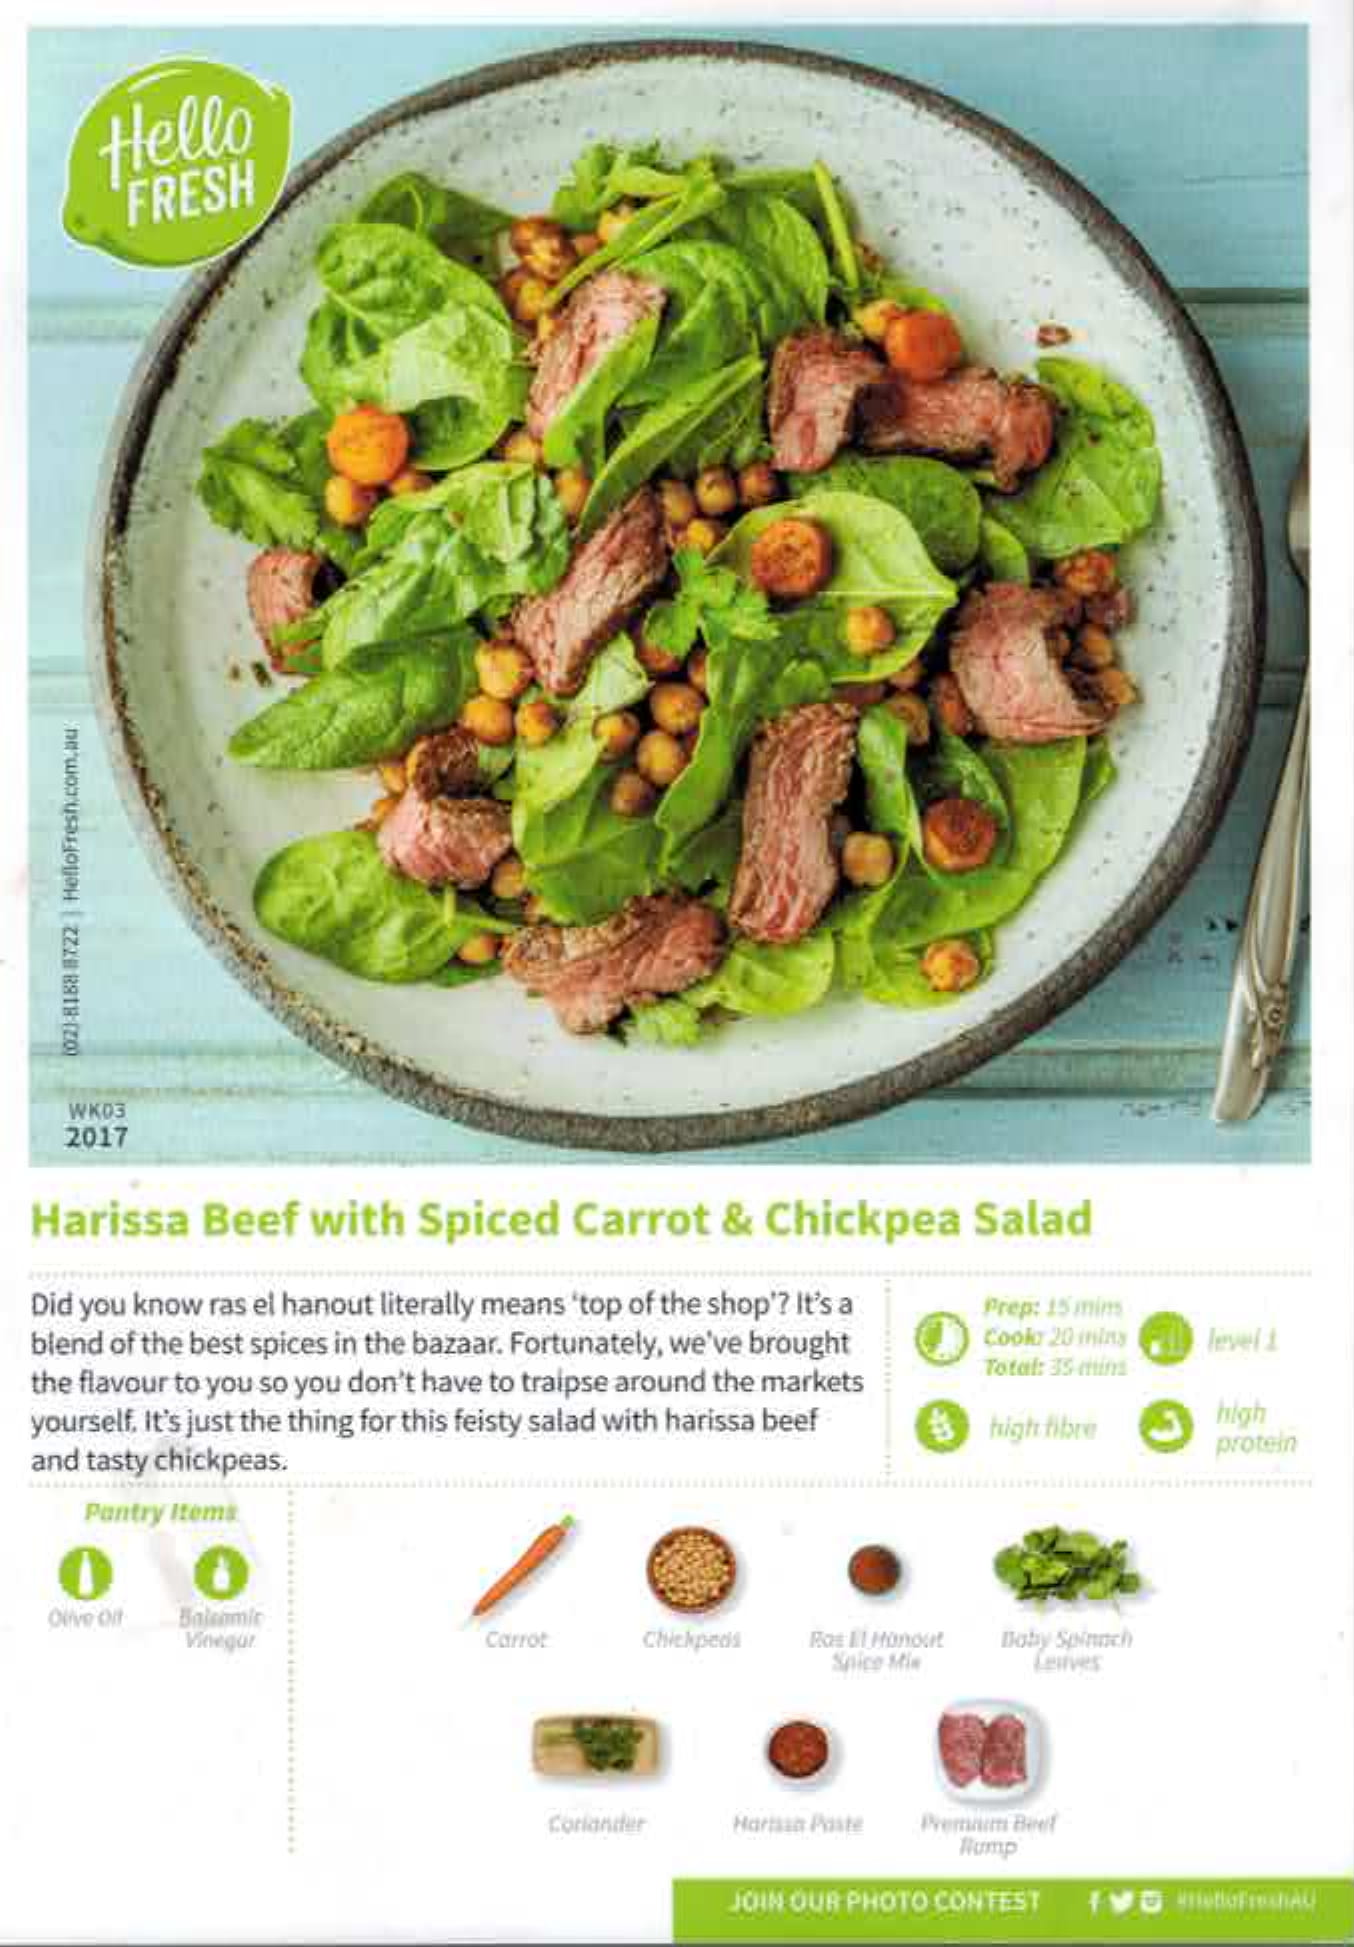 Hello
FRESH
(02) 8188 8722 | HelloFresh.com.au
WK03
2017
Harissa Beef with Spiced Carrot & Chickpea Salad
Did you know ras el hanout literally means ‘top of the shop’? It’s a
blend of the best spices in the bazaar. Fortunately, we’ve brought
the flavour to you so you don’t have to traipse around the markets
yourself. It’s just the thing for this feisty salad with harissa beef
and tasty chickpeas.
Prep: 15 mins
Cook: 20 mins
Total: 35 mins
level 1
high fibre
high
protein
Pantry Items
Olive Oil
Balsamic
Vinegar
Carrot
Chickpeas
Ras El Hanout
Spice Mix
Baby Spinach
Leaves
Coriander
Harissa Paste
Premium Beef
Rump
JOIN OUR PHOTO CONTEST
#HelloFreshAU